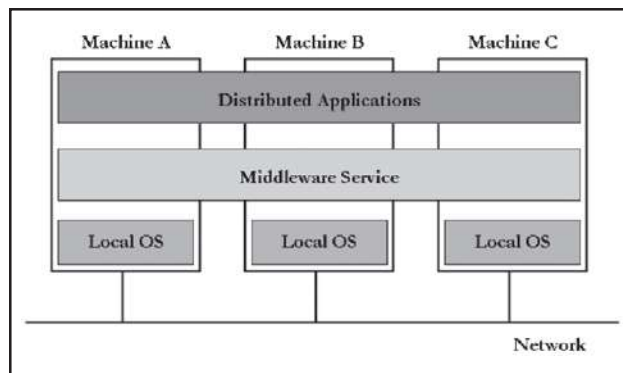 Machine A Machine B Machine C
Distributed Applications
Middleware Service
Local OS Local OS Local OS
Network